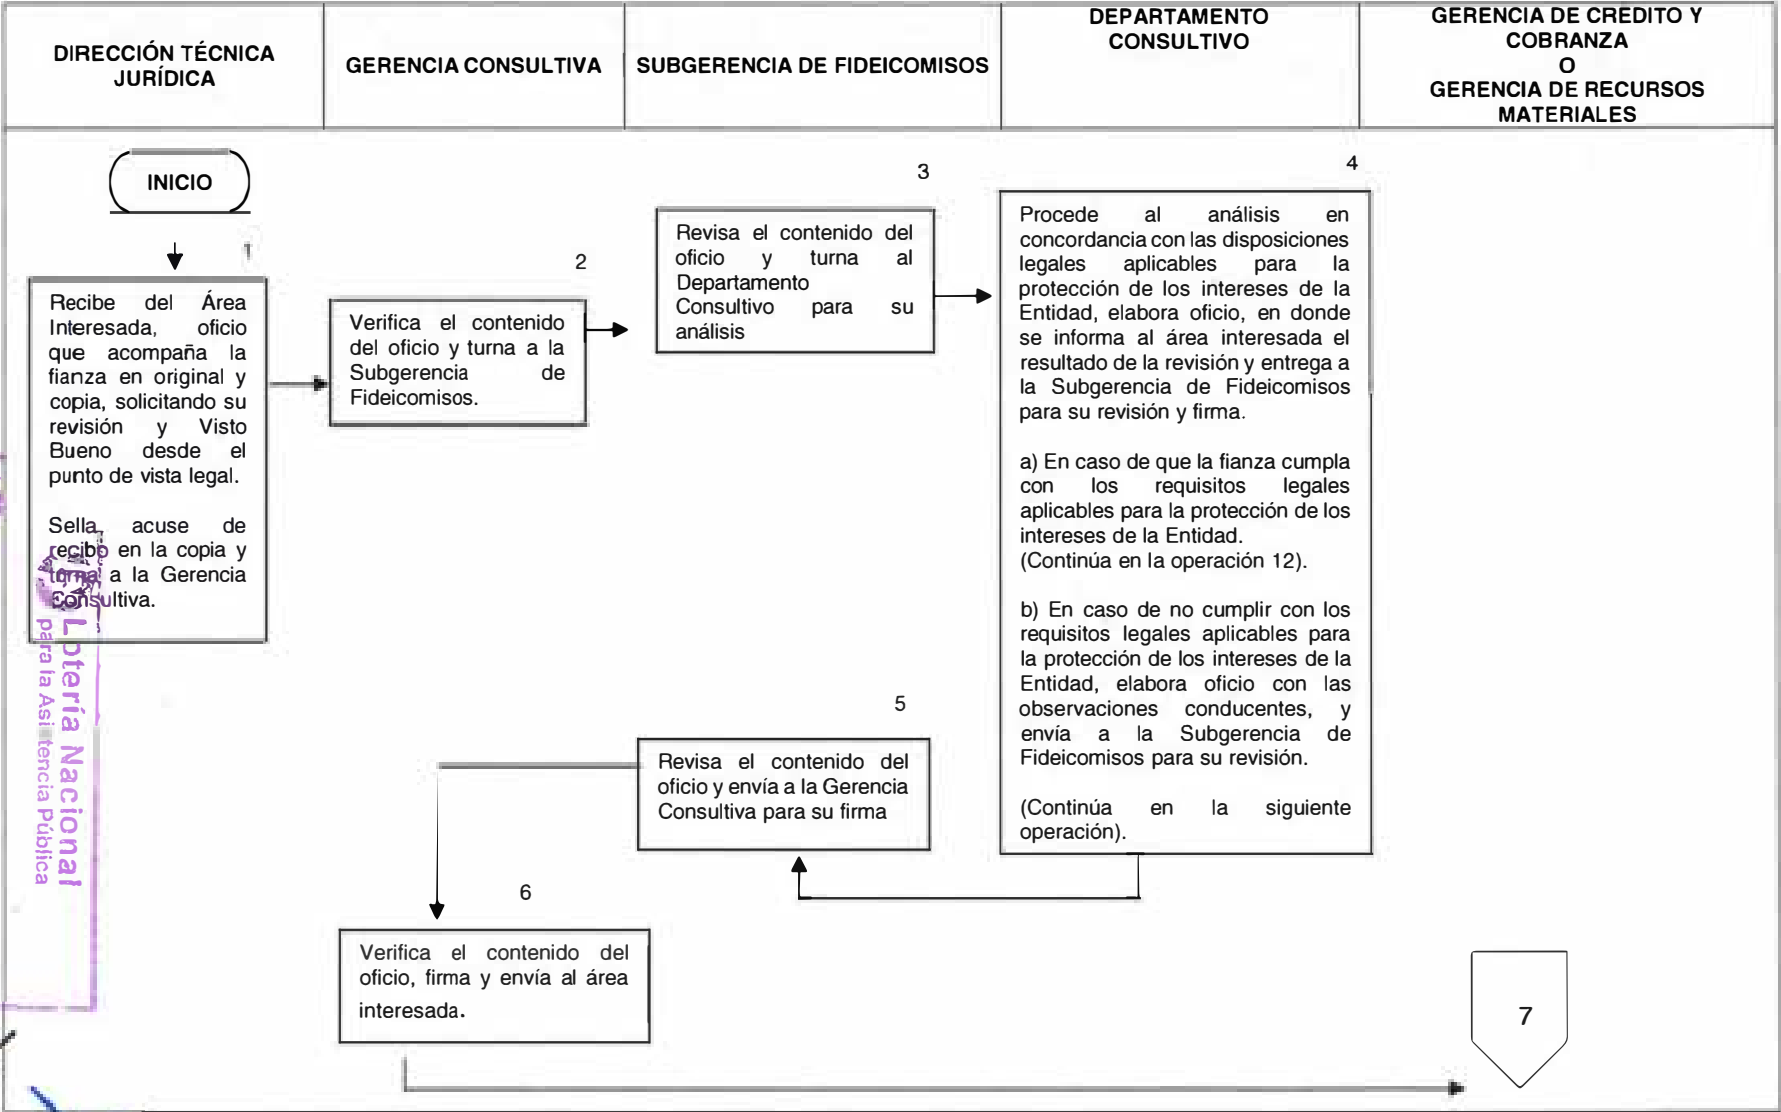 DIRECCIÓN TÉCNICA
JURÍDICA
GERENCIA CONSULTIVA
SUBGERENCIA DE FIDEICOMISOS
DEPARTAMENTO
CONSULTIVO
GERENCIA DE CREDITO Y
COBRANZA
O
GERENCIA DE RECURSOS
MATERIALES
INICIO
1
Recibe del Área
Interesada, oficio
que acompaña la
fianza en original y
copia, solicitando su
revisión y Visto
Bueno desde el
punto de vista legal.
Sella acuse de
recibo en la copia y
turna a la Gerencia
Consultiva.
2
Verifica el contenido
del oficio y turna a la
Subgerencia de
Fideicomisos.
3
Revisa el contenido del
oficio y turna al
Departamento
Consultivo para su
análisis
4
Procede al análisis en
concordancia con las disposiciones
legales aplicables para la
protección de los intereses de la
Entidad, elabora oficio, en donde
se informa al área interesada el
resultado de la revisión y entrega a
la Subgerencia de Fideicomisos
para su revisión y firma.
a) En caso de que la fianza cumpla
con los requisitos legales
aplicables para la protección de los
intereses de la Entidad.
(Continúa en la operación 12).
b) En caso de no cumplir con los
requisitos legales aplicables para
la protección de los intereses de la
Entidad, elabora oficio con las
observaciones conducentes, y
envía a la Subgerencia de
Fideicomisos para su revisión.
(Continúa en la siguiente
operación).
5
Revisa el contenido del
oficio y envía a la Gerencia
Consultiva para su firma
6
Verifica el contenido del
oficio, firma y envía al área
interesada.
7
Lotería Nacional
para la Asistencia Pública